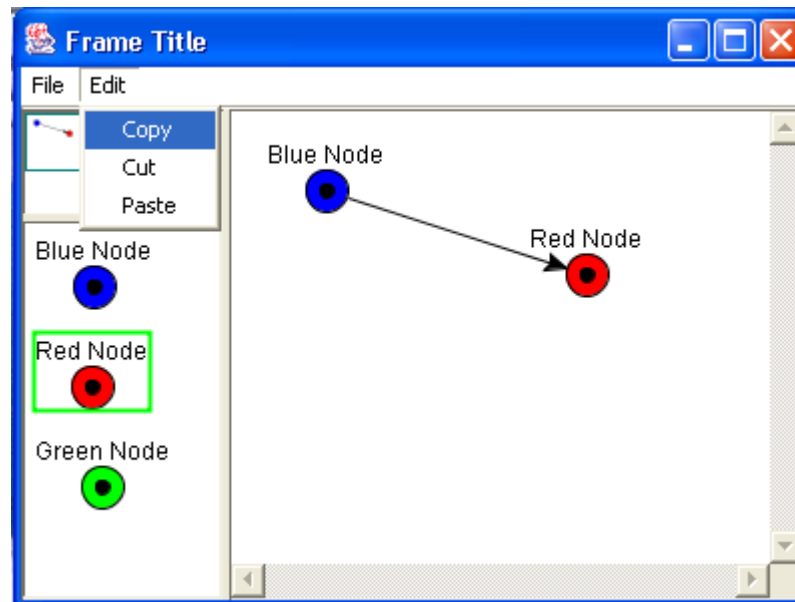 Frame Title
File Edit
Copy
Cut
Paste
Blue Node
Red Node
Green Node
Blue Node
Red Node